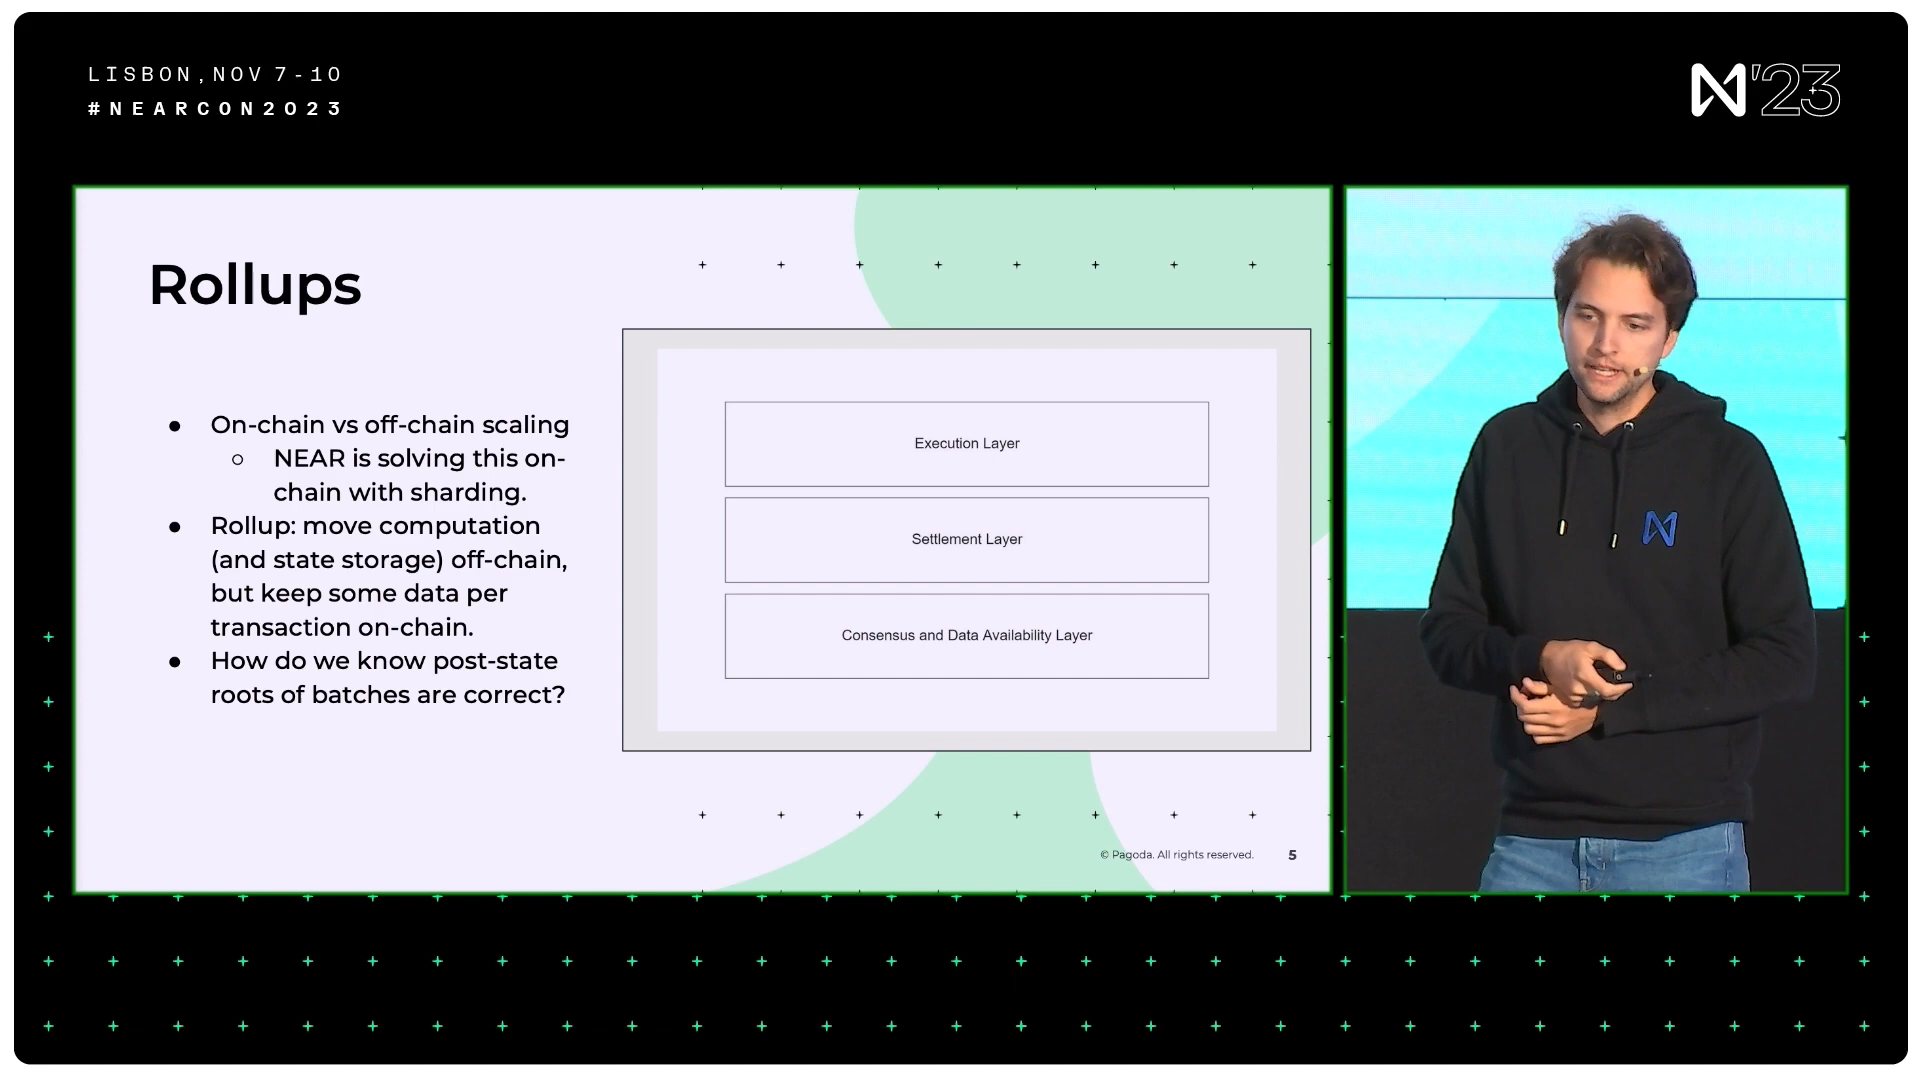 LISBON, NOV 7-10
#NEARCON2023
'23
Rollups
● On-chain vs off-chain scaling
○ NEAR is solving this on-
chain with sharding.
● Rollup: move computation
(and state storage) off-chain,
but keep some data per
transaction on-chain.
● How do we know post-state
roots of batches are correct?
Execution Layer
Settlement Layer
Consensus and Data Availability Layer
© Pagoda. All rights reserved.
5